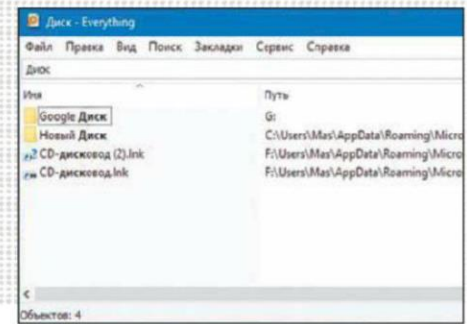 Диск - Everything
Файл Правка Вид Поиск Закладки Сервис Справка
Диск
Имя Путь
Google Диск G:
Новый Диск C:\Users\Mas\AppData\Roaming\Micro
CD-дисковод (2).lnk F:\Users\Mas\AppData\Roaming\Micro
CD-дисковод.lnk F:\Users\Mas\AppData\Roaming\Micro
Объектов: 4